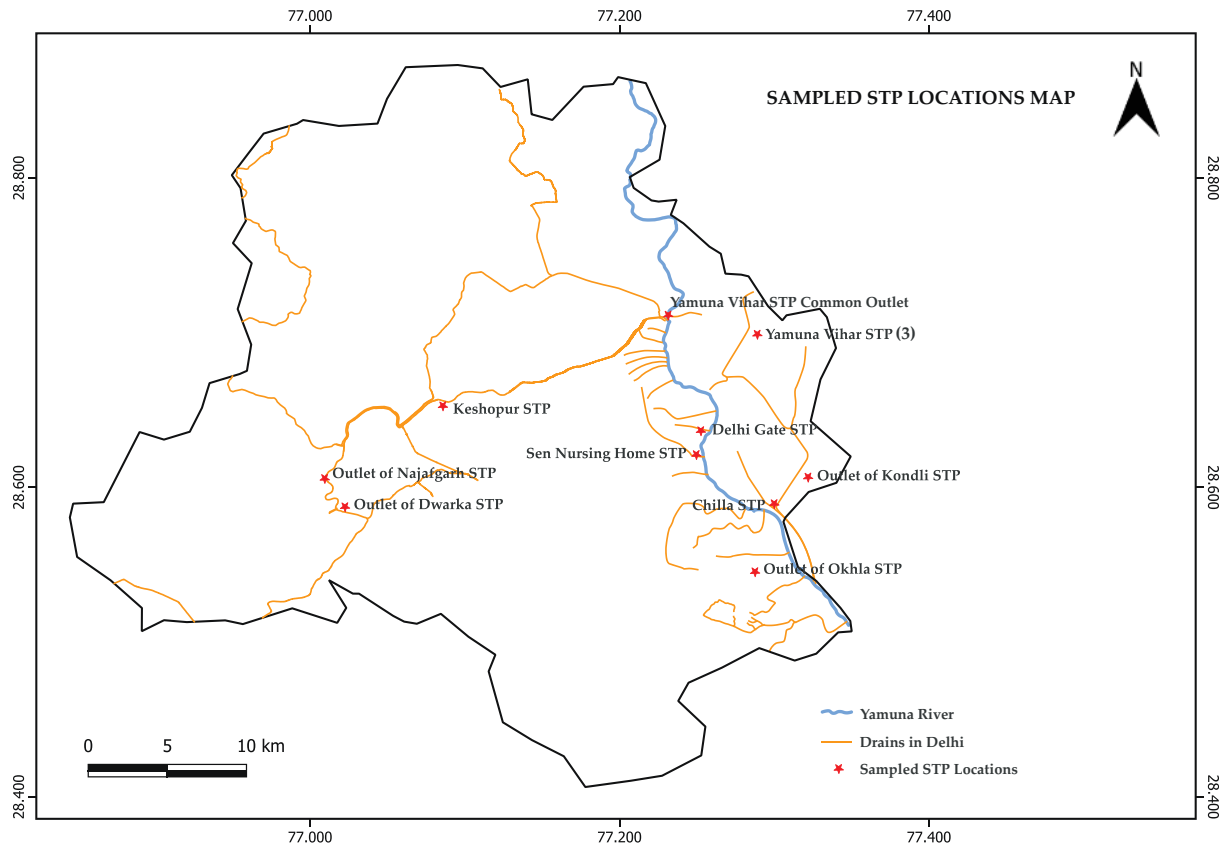 77.000 77.200 77.400
SAMPLED STP LOCATIONS MAP
N
28.800 28.800
Yamuna Vihar STP Common Outlet
Yamuna Vihar STP (3)
Keshopur STP
Delhi Gate STP
Sen Nursing Home STP
Outlet of Najafgarh STP
Outlet of Kondli STP
28.600 28.600
Outlet of Dwarka STP
Chilla STP
Outlet of Okhla STP
Yamuna River
Drains in Delhi
Sampled STP Locations
0 5 10 km
28.400 28.400
77.000 77.200 77.400